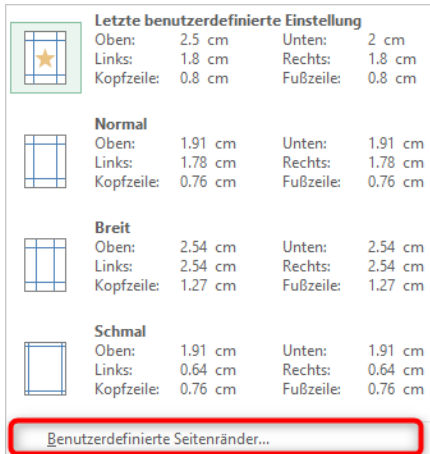 Letzte benutzerdefinierte Einstellung
Oben: 2.5 cm Unten: 2 cm
Links: 1.8 cm Rechts: 1.8 cm
Kopfzeile: 0.8 cm Fußzeile: 0.8 cm
Normal
Oben: 1.91 cm Unten: 1.91 cm
Links: 1.78 cm Rechts: 1.78 cm
Kopfzeile: 0.76 cm Fußzeile: 0.76 cm
Breit
Oben: 2.54 cm Unten: 2.54 cm
Links: 2.54 cm Rechts: 2.54 cm
Kopfzeile: 1.27 cm Fußzeile: 1.27 cm
Schmal
Oben: 1.91 cm Unten: 1.91 cm
Links: 0.64 cm Rechts: 0.64 cm
Kopfzeile: 0.76 cm Fußzeile: 0.76 cm
Benutzerdefinierte Seitenränder...